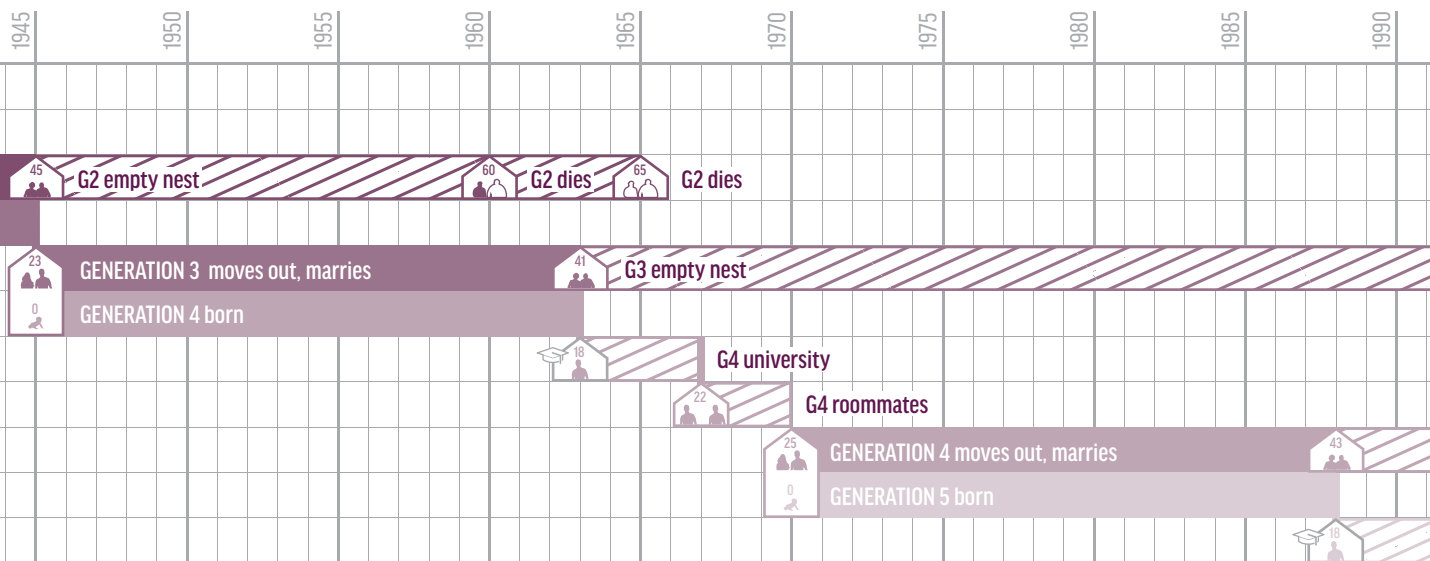 1945 1950 1955 1960 1965 1970 1975 1980 1985 1990
45 G2 empty nest 60 G2 dies 65 G2 dies
23 GENERATION 3 moves out, marries 41 G3 empty nest
0 GENERATION 4 born
18 G4 university
22 G4 roommates
25 GENERATION 4 moves out, marries 43
0 GENERATION 5 born
18